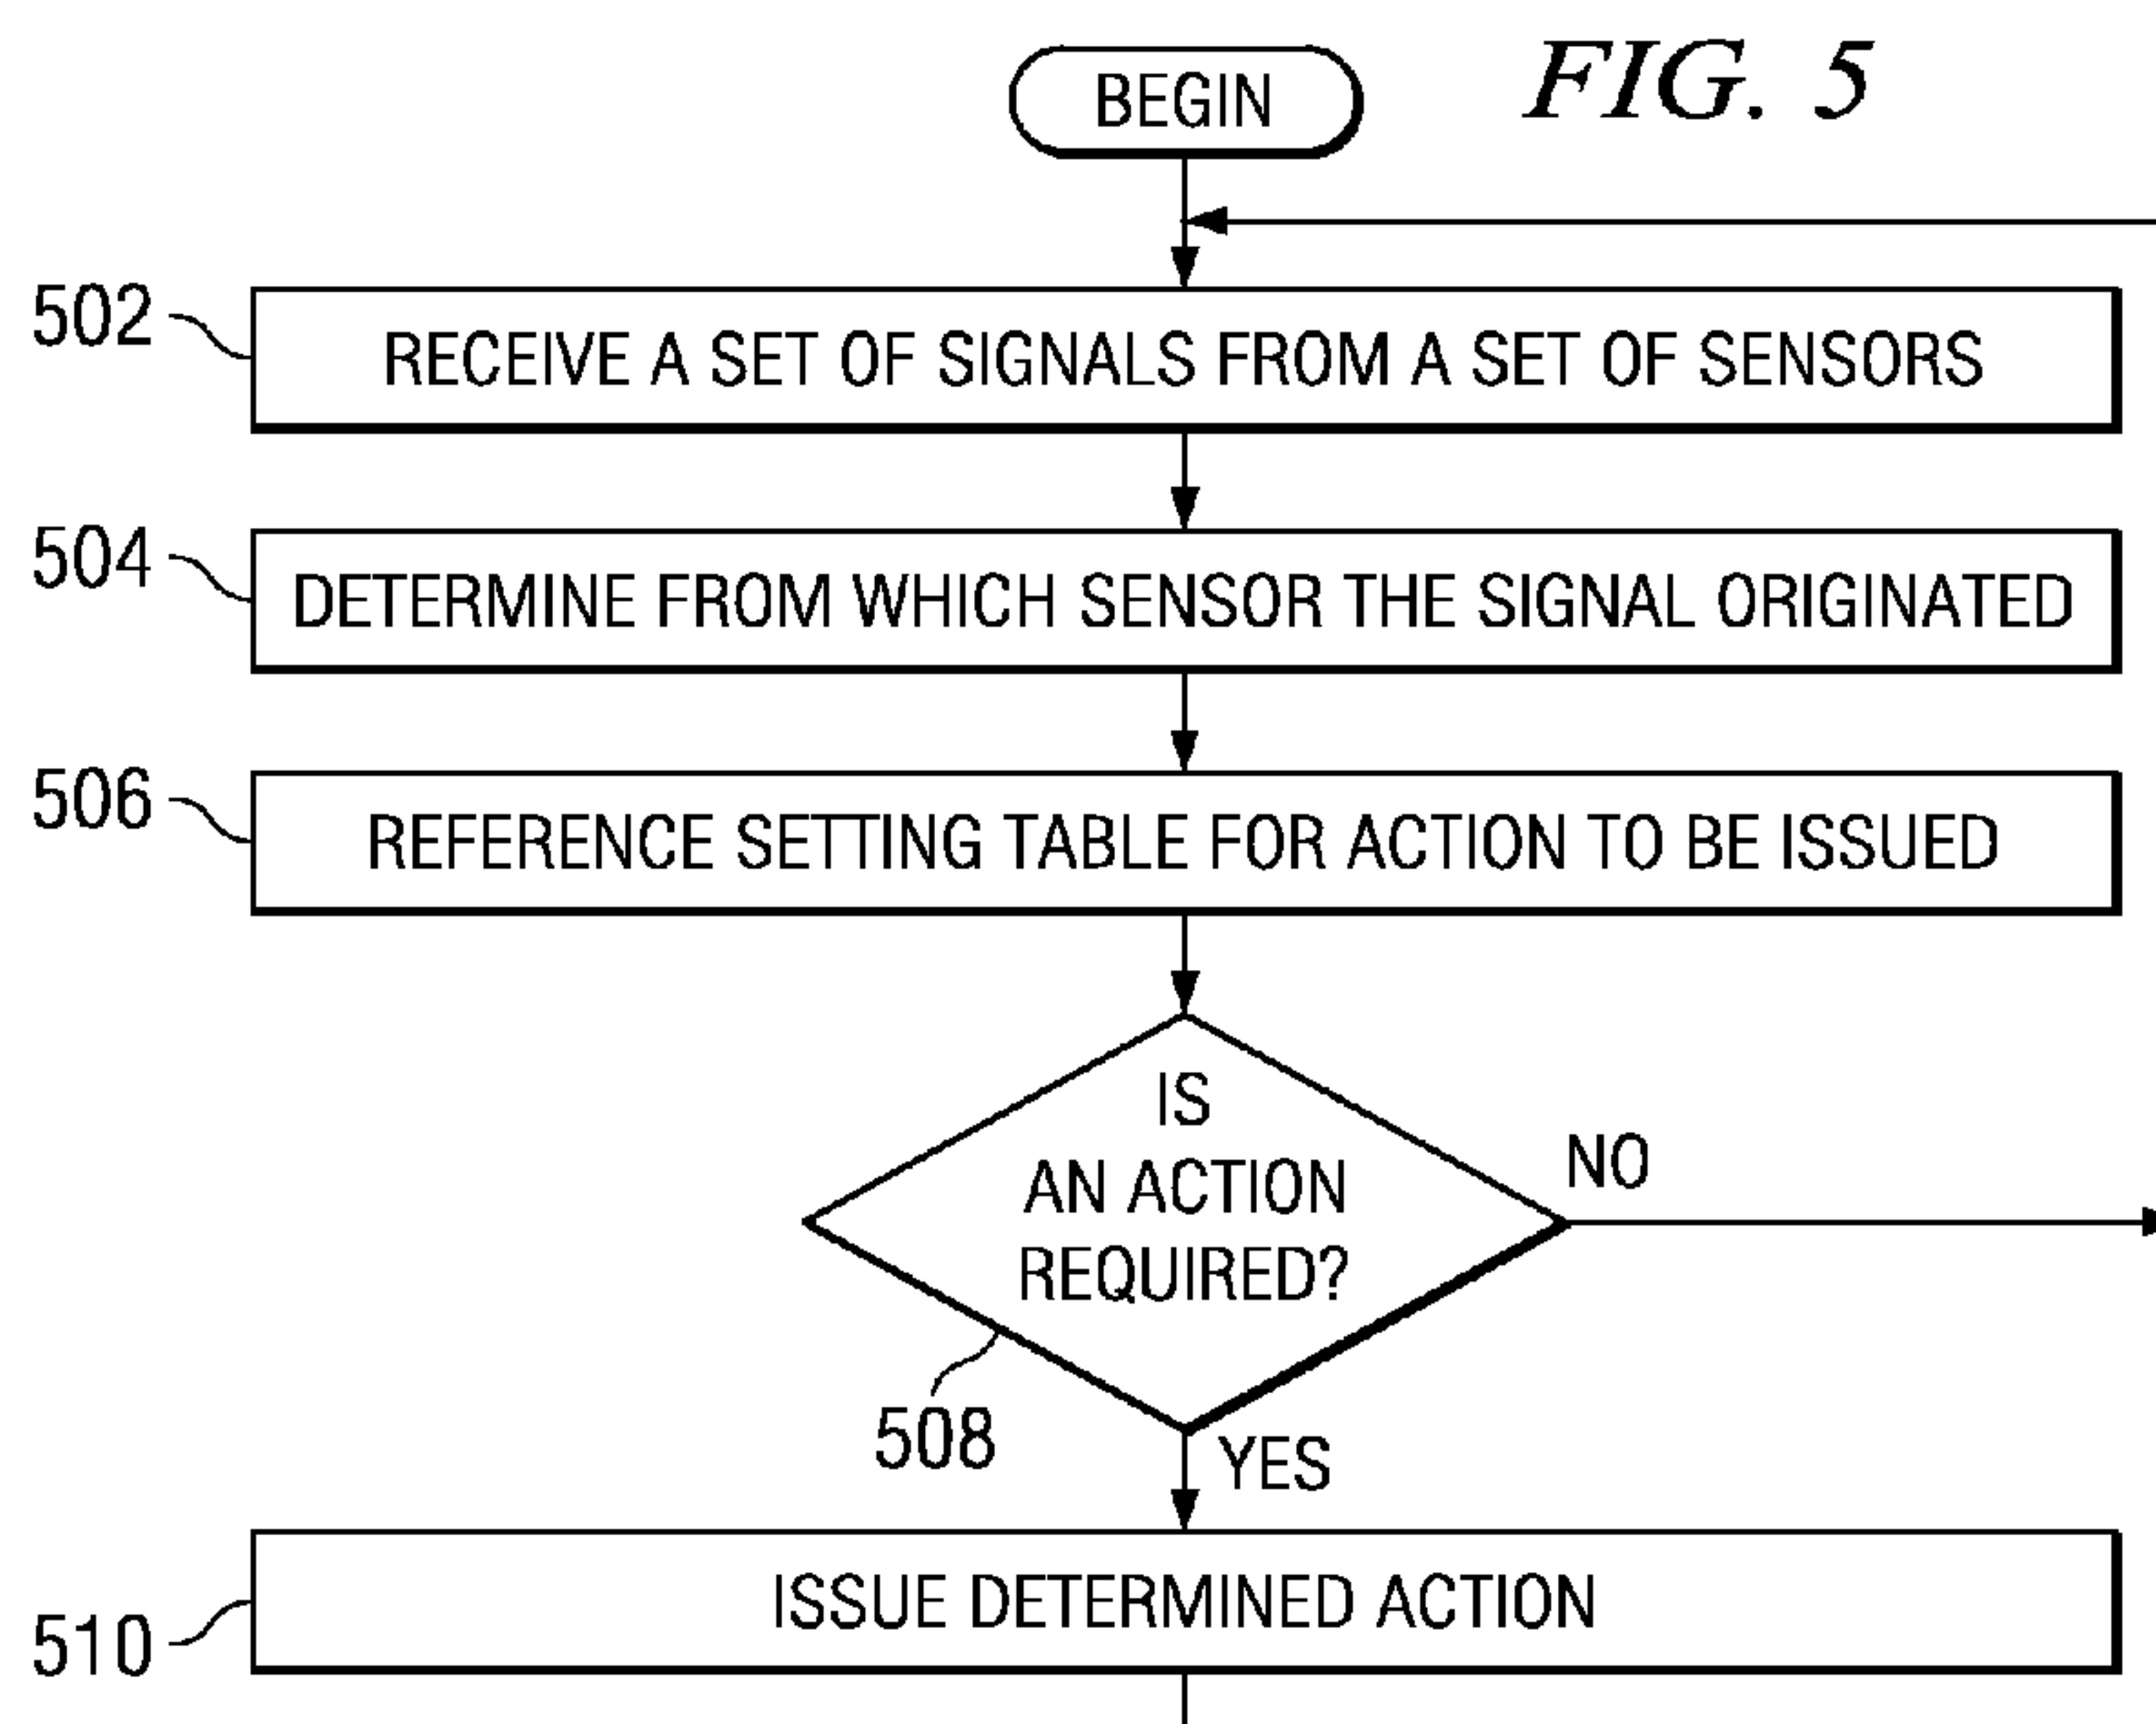 BEGIN
FIG. 5
502
RECEIVE A SET OF SIGNALS FROM A SET OF SENSORS
504
DETERMINE FROM WHICH SENSOR THE SIGNAL ORIGINATED
506
REFERENCE SETTING TABLE FOR ACTION TO BE ISSUED
IS
AN ACTION
REQUIRED?
NO
508
YES
ISSUE DETERMINED ACTION
510